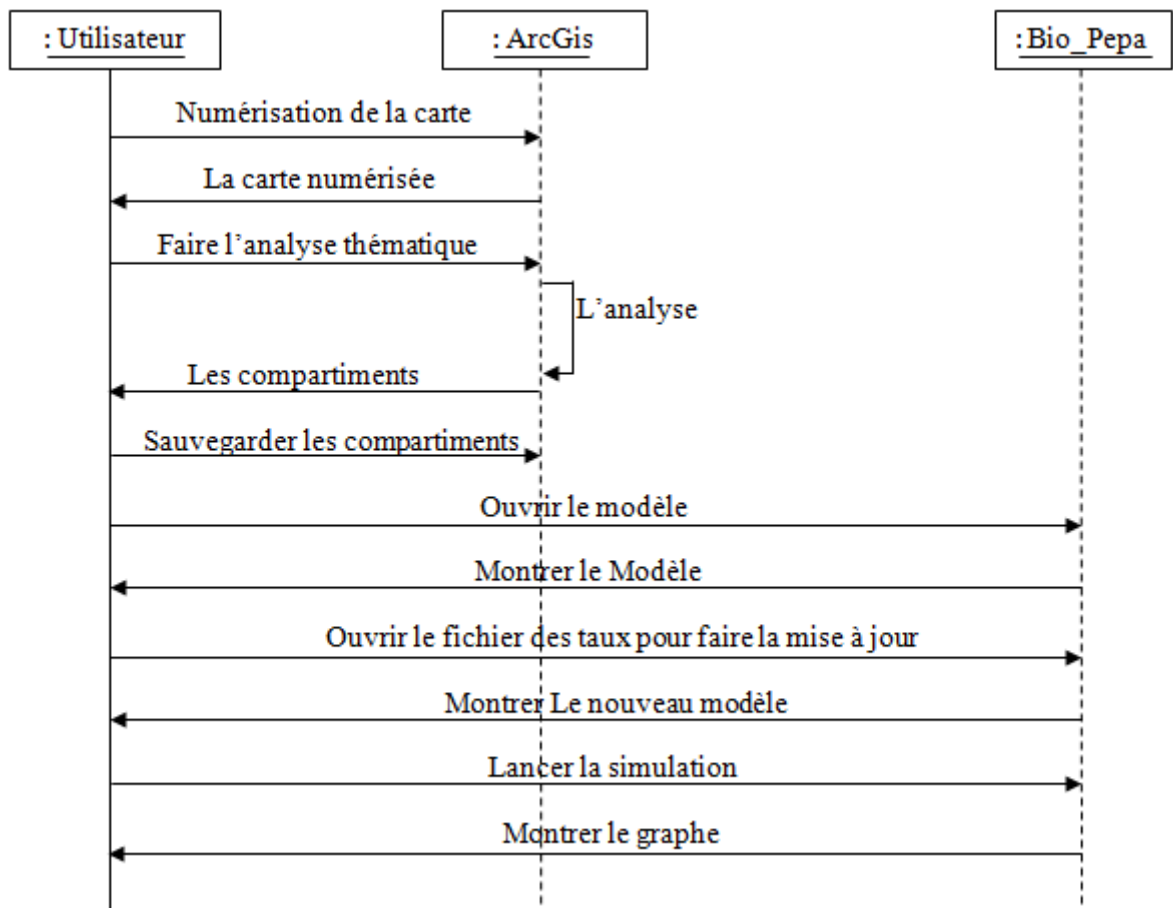 : Utilisateur
: ArcGis
: Bio_Pepa
Numérisation de la carte
La carte numérisée
Faire l'analyse thématique
L'analyse
Les compartiments
Sauvegarder les compartiments
Ouvrir le modèle
Montrer le Modèle
Ouvrir le fichier des taux pour faire la mise à jour
Montrer Le nouveau modèle
Lancer la simulation
Montrer le graphe